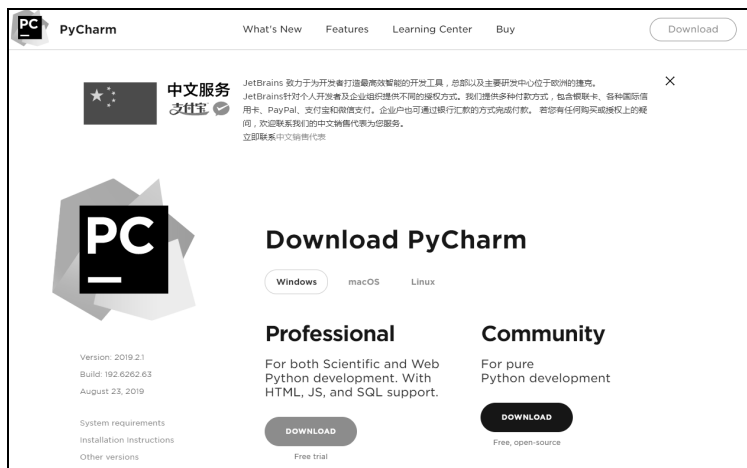 PC PyCharm What's New Features Learning Center Buy Download
中文服务
支付宝
JetBrains 致力于为开发者打造最高效智能的开发工具，总部以及主要研发中心位于欧洲的捷克。
JetBrains针对个人开发者及企业组织提供不同的授权方式。我们提供多种付款方式，包含银联卡、各种国际信
用卡、PayPal、支付宝和微信支付。企业户也可通过银行汇款的方式完成付款。 若您有任何购买或授权上的疑
问，欢迎联系我们的中文销售代表为您服务。
立即联系中文销售代表
PC
Version: 2019.2.1
Build: 192.6262.63
August 23, 2019
System requirements
Installation Instructions
Other versions
Download PyCharm
Windows macOS Linux
Professional
For both Scientific and Web
Python development. With
HTML, JS, and SQL support.
DOWNLOAD
Free trial
Community
For pure
Python development
DOWNLOAD
Free, open-source